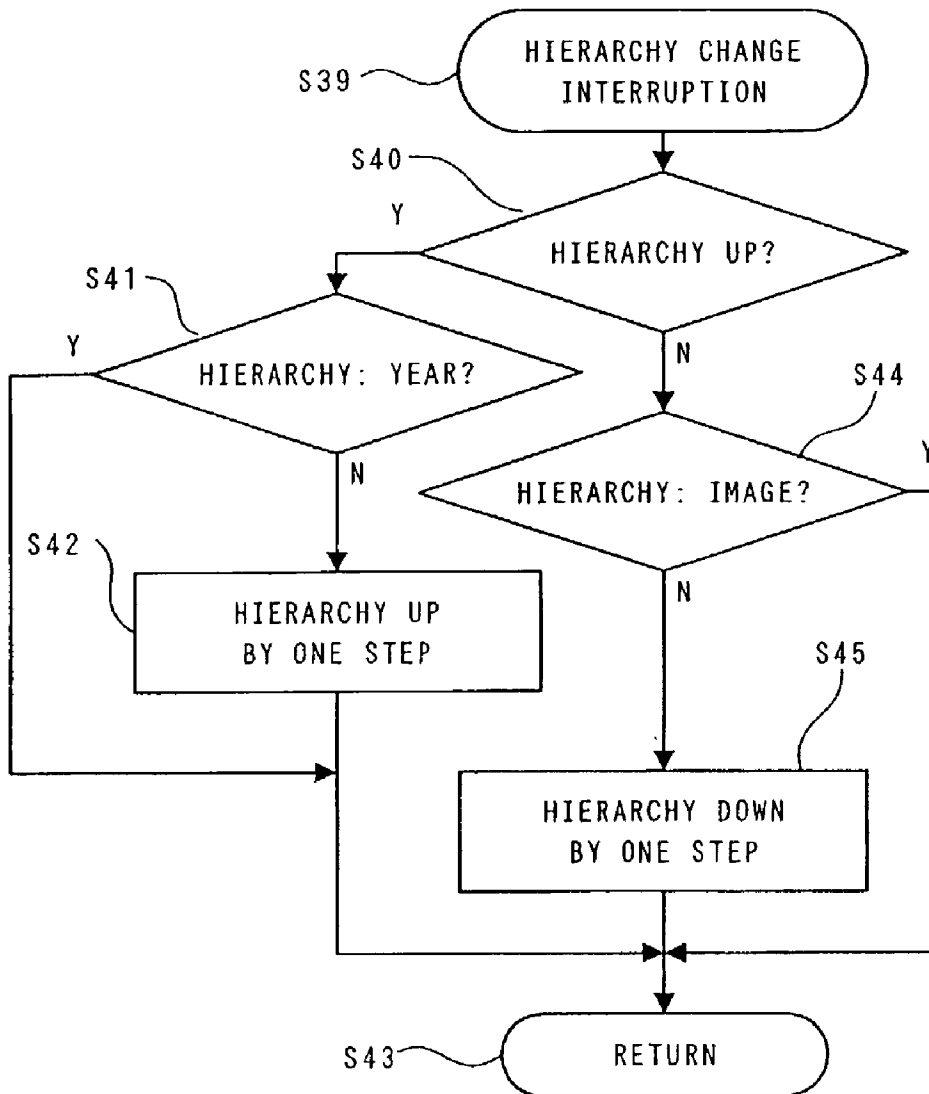 HIERARCHY CHANGE
INTERRUPTION
S39
S40
Y
HIERARCHY UP?
S41
N
Y
HIERARCHY: YEAR?
S44
Y
N
HIERARCHY: IMAGE?
S42
N
HIERARCHY UP
BY ONE STEP
S45
HIERARCHY DOWN
BY ONE STEP
S43
RETURN